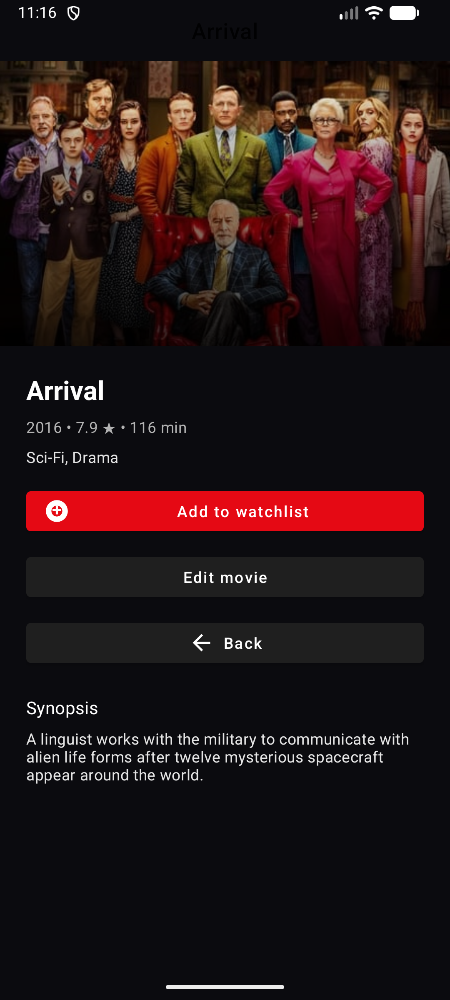 11:16
Arrival
Arrival
2016 • 7.9 ★ • 116 min
Sci-Fi, Drama
Add to watchlist
Edit movie
Back
Synopsis
A linguist works with the military to communicate with
alien life forms after twelve mysterious spacecraft
appear around the world.